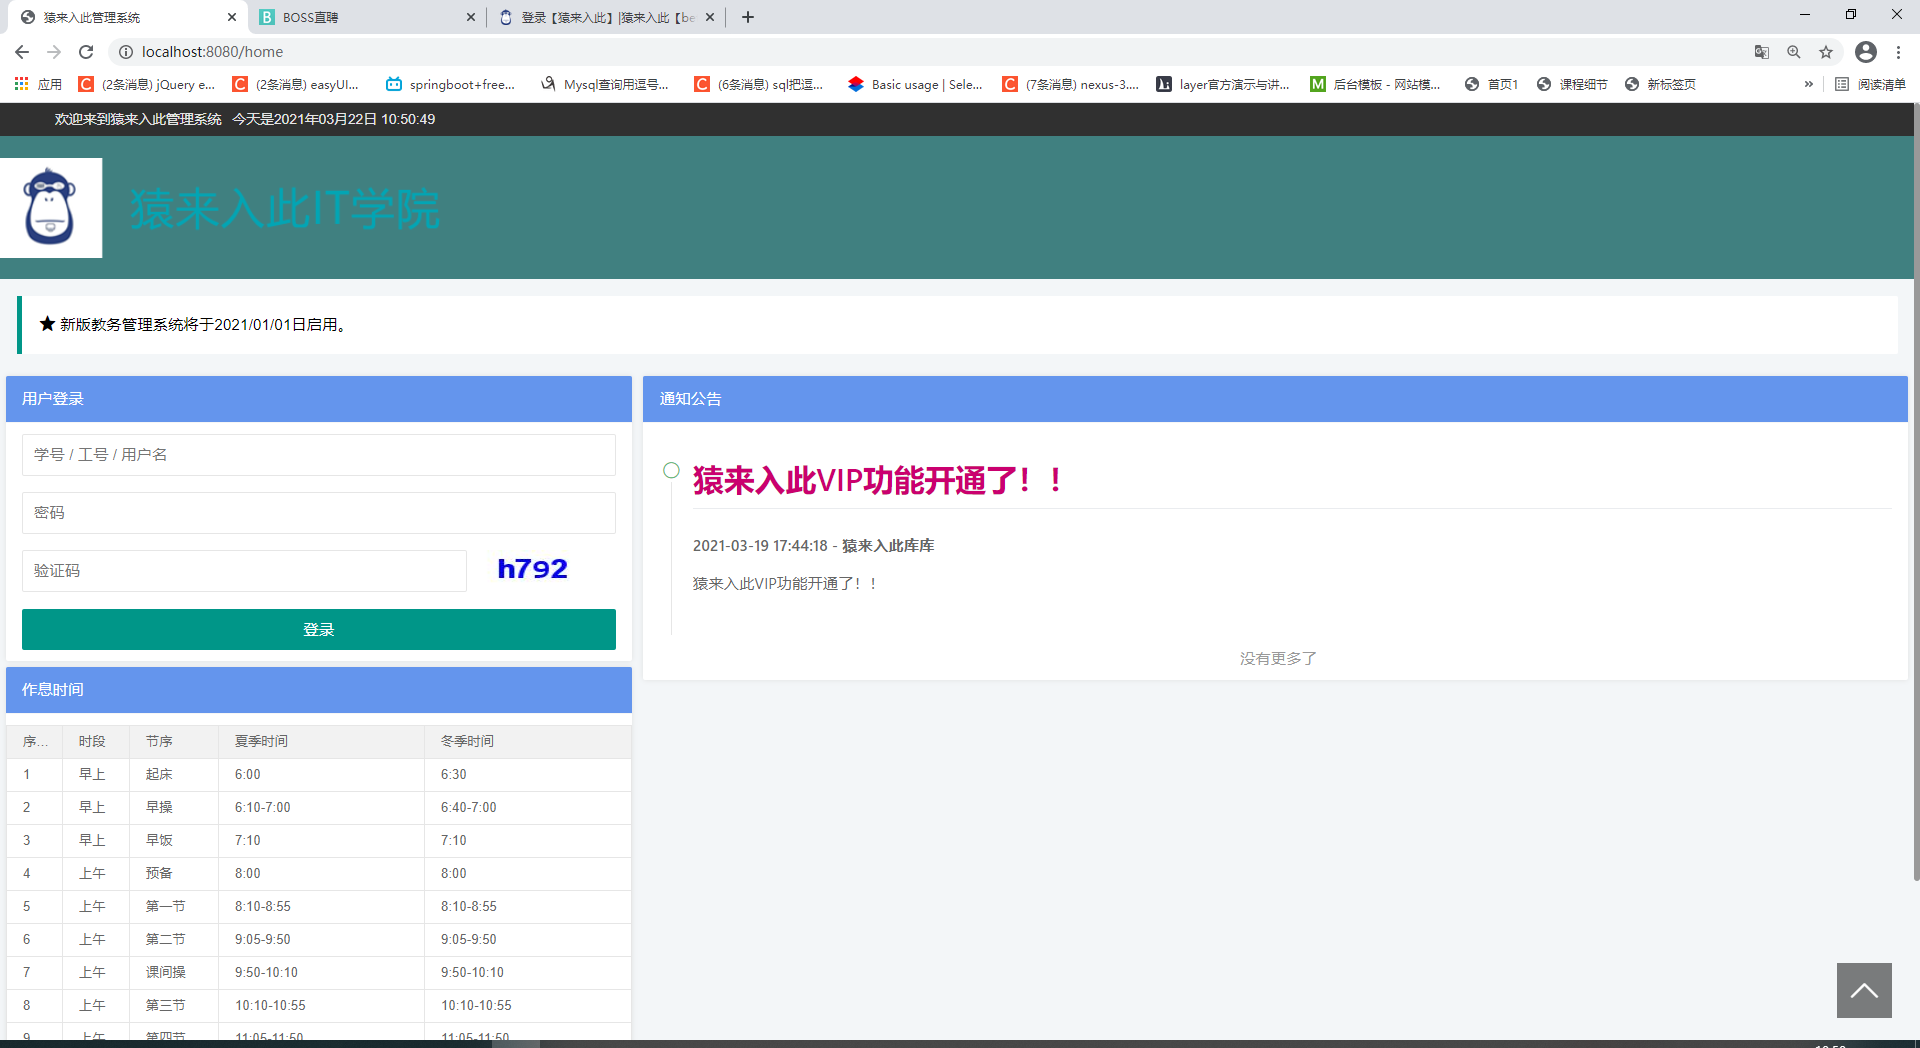 猿来入此管理系统
BOSS直聘
登录【猿来入此】|猿来入此【be
localhost:8080/home
应用
(2条消息) jQuery e...
(2条消息) easyUI...
springboot+free...
Mysql查询用逗号...
(6条消息) sql把逗...
Basic usage | Sele...
(7条消息) nexus-3....
layer官方演示与讲...
后台模板 - 网站模...
首页1
课程细节
新标签页
»
阅读清单
欢迎来到猿来入此管理系统 今天是2021年03月22日 10:50:49
猿来入此IT学院
★ 新版教务管理系统将于2021/01/01日启用。
用户登录
学号 / 工号 / 用户名
密码
验证码
h792
登录
通知公告
猿来入此VIP功能开通了！！
2021-03-19 17:44:18 - 猿来入此库库
猿来入此VIP功能开通了！！
没有更多了
作息时间
序... 时段 节序 夏季时间 冬季时间
1 早上 起床 6:00 6:30
2 早上 早操 6:10-7:00 6:40-7:00
3 早上 早饭 7:10 7:10
4 上午 预备 8:00 8:00
5 上午 第一节 8:10-8:55 8:10-8:55
6 上午 第二节 9:05-9:50 9:05-9:50
7 上午 课间操 9:50-10:10 9:50-10:10
8 上午 第三节 10:10-10:55 10:10-10:55
9 上午 第四节 11:05-11:50 11:05-11:50